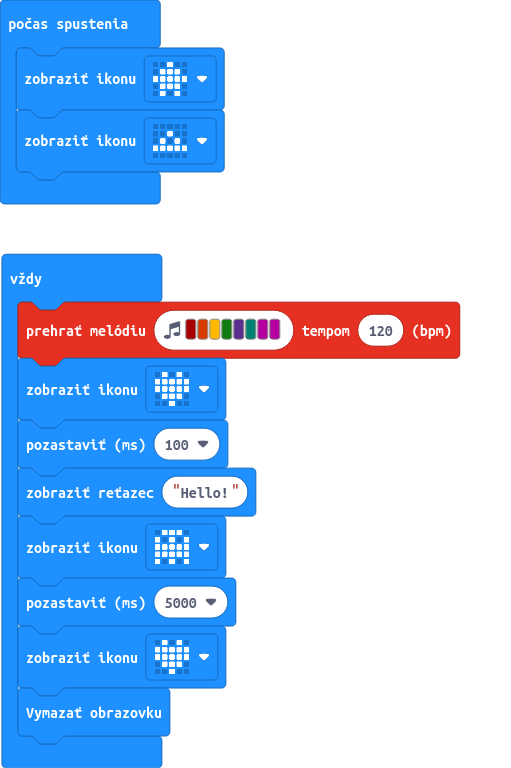 počas spustenia
zobraziť ikonu
zobraziť ikonu
vždy
prehrať melódiu tempom 120 (bpm)
zobraziť ikonu
pozastaviť (ms) 100
zobraziť reťazec "Hello!"
zobraziť ikonu
pozastaviť (ms) 5000
zobraziť ikonu
Vymazať obrazovku